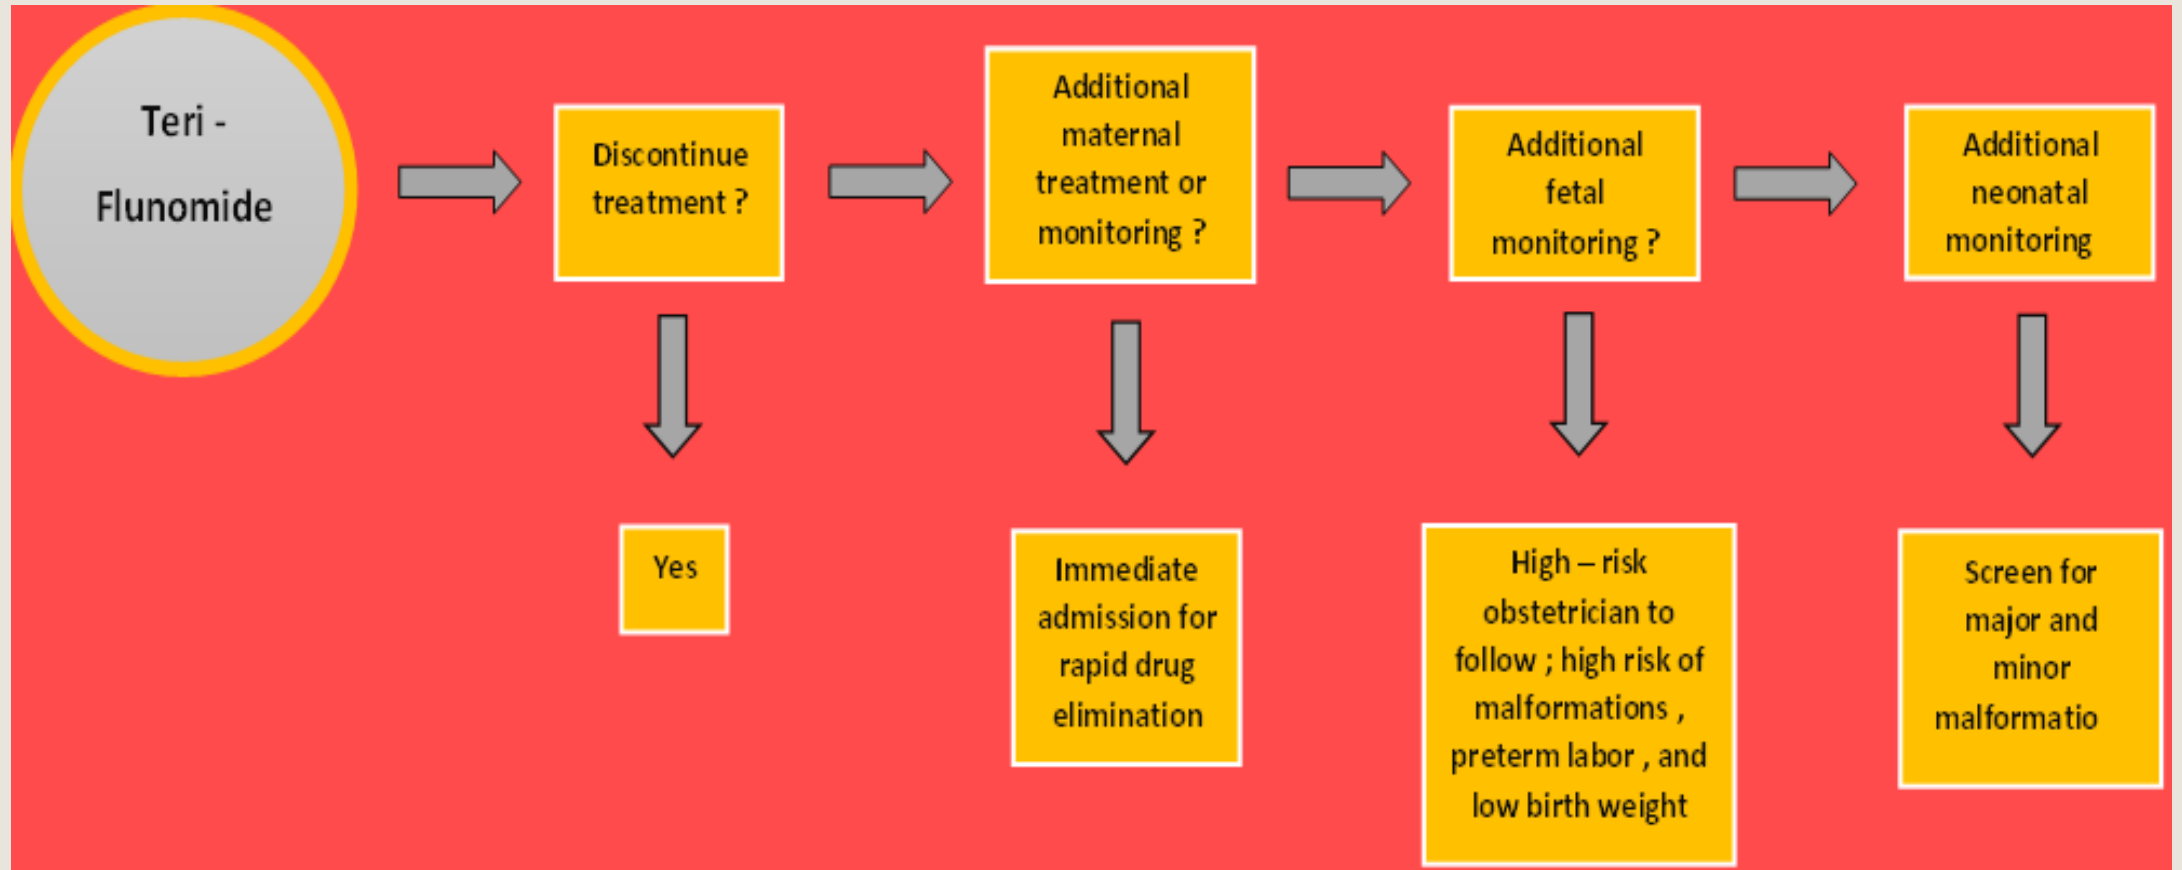 Teri -
Flunomide
Discontinue
treatment ?
Additional
maternal
treatment or
monitoring ?
Additional
fetal
monitoring ?
Additional
neonatal
monitoring
Yes
Immediate
admission for
rapid drug
elimination
High – risk
obstetrician to
follow ; high risk of
malformations ,
preterm labor , and
low birth weight
Screen for
major and
minor
malformatio